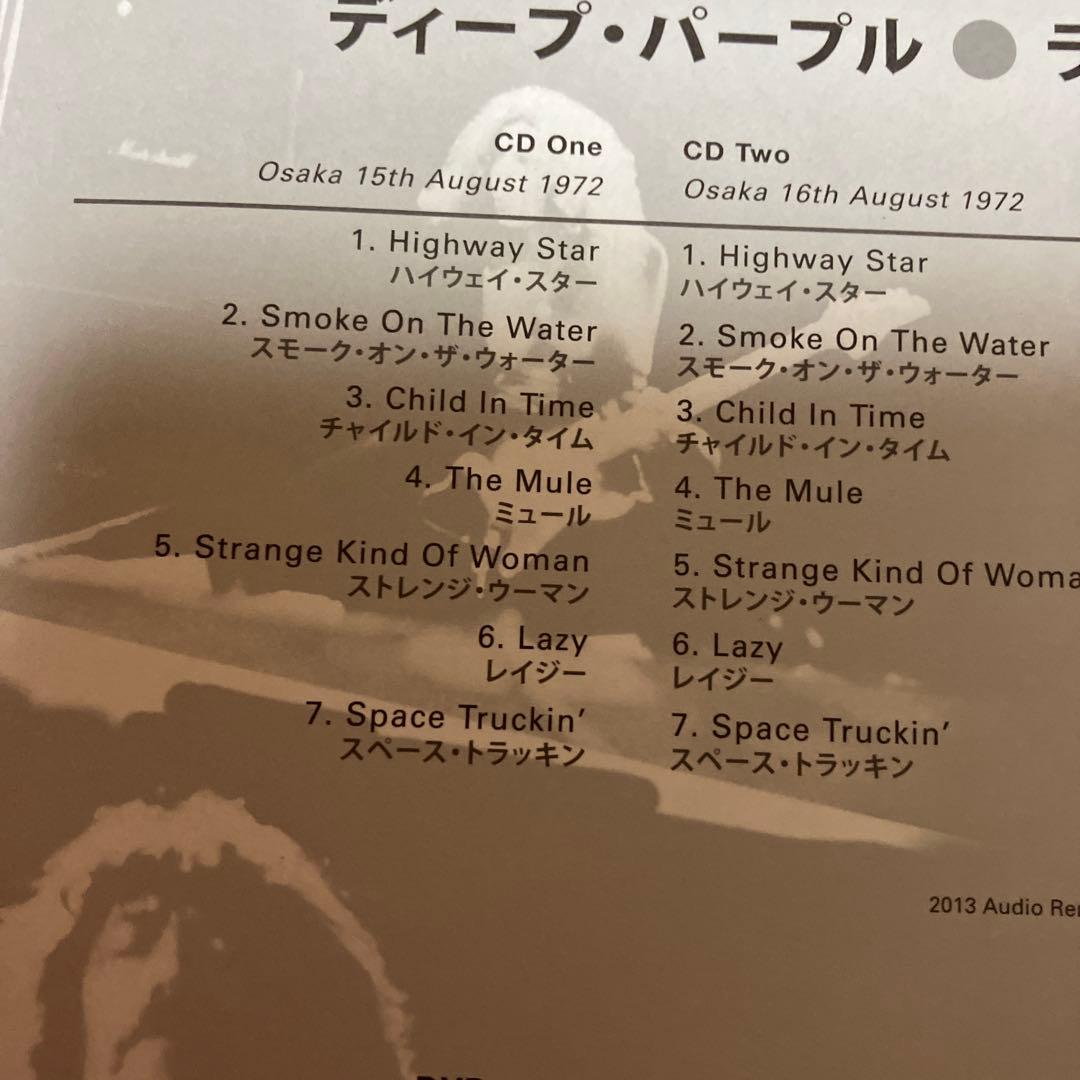 ディープ・パープル ●
CD One
Osaka 15th August 1972
1. Highway Star
ハイウェイ・スター
2. Smoke On The Water
スモーク・オン・ザ・ウォーター
3. Child In Time
チャイルド・イン・タイム
4. The Mule
ミュール
5. Strange Kind Of Woman
ストレンジ・ウーマン
6. Lazy
レイジー
7. Space Truckin’
スペース・トラッキン
CD Two
Osaka 16th August 1972
1. Highway Star
ハイウェイ・スター
2. Smoke On The Water
スモーク・オン・ザ・ウォーター
3. Child In Time
チャイルド・イン・タイム
4. The Mule
ミュール
5. Strange Kind Of Woma
ストレンジ・ウーマン
6. Lazy
レイジー
7. Space Truckin’
スペース・トラッキン
2013 Audio